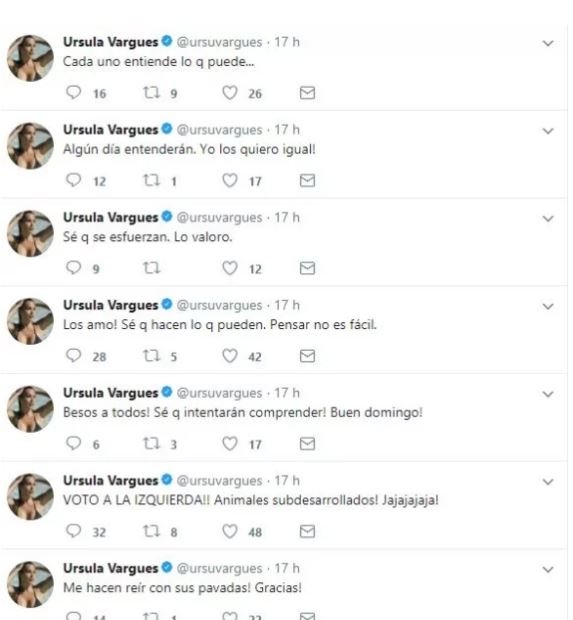 Ursula Vargues @ursuvargues · 17 h
Cada uno entiende lo q puede...
16 9 26
Ursula Vargues @ursuvargues · 17 h
Algún día entenderán. Yo los quiero igual!
12 1 17
Ursula Vargues @ursuvargues · 17 h
Sé q se esfuerzan. Lo valoro.
9 12
Ursula Vargues @ursuvargues · 17 h
Los amo! Sé q hacen lo q pueden. Pensar no es fácil.
28 5 42
Ursula Vargues @ursuvargues · 17 h
Besos a todos! Sé q intentarán comprender! Buen domingo!
6 3 17
Ursula Vargues @ursuvargues · 17 h
VOTO A LA IZQUIERDA!! Animales subdesarrollados! Jajajajaja!
32 8 48
Ursula Vargues @ursuvargues · 17 h
Me hacen reír con sus pavadas! Gracias!